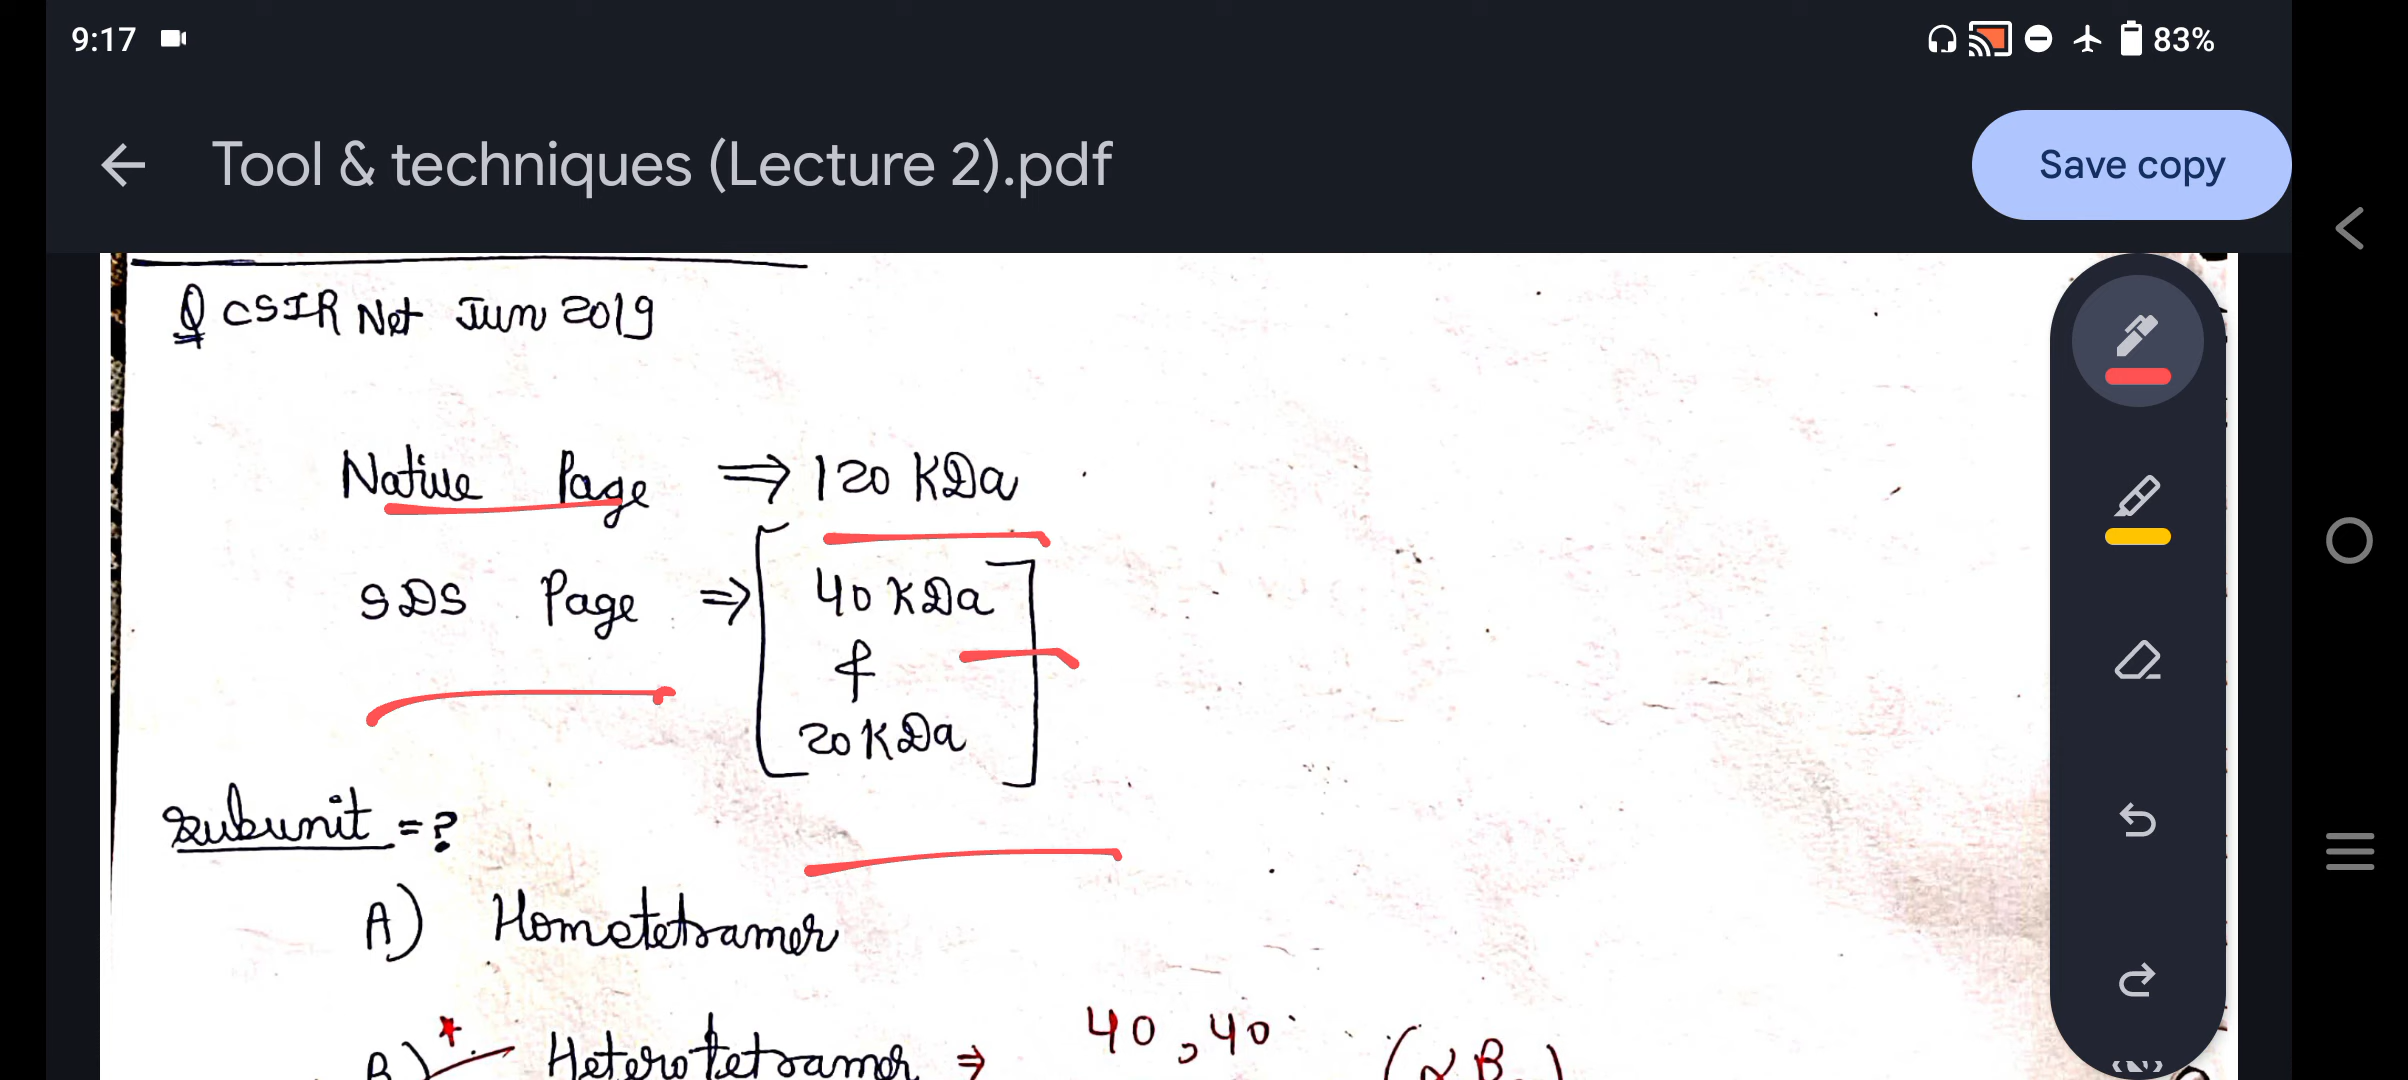 9:17
83%
Tool & techniques (Lecture 2).pdf
Save copy
Q CSIR Net Jun 2019
Native Page ⇒ 120 KDa
SDS Page ⇒ 40 KDa
&
20 KDa
Subunit = ?
A) Homotetramer
40, 40
B) Heterotetramer ⇒